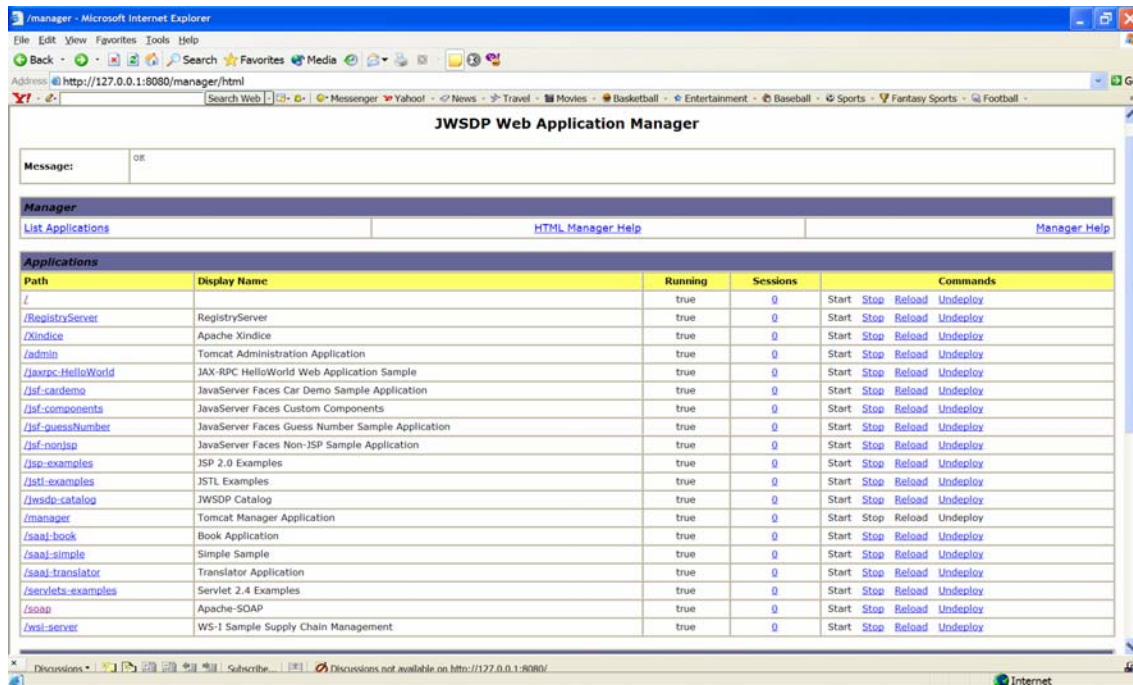 /manager - Microsoft Internet Explorer
File Edit View Favorites Tools Help
Back Search Favorites Media
Address http://127.0.0.1:8080/manager/html G
Y! Search Web Messenger Yahoo! News Travel Movies Basketball Entertainment Baseball Sports Fantasy Sports Football
JWSDP Web Application Manager
Message: OK
Manager
List Applications HTML Manager Help Manager Help
Applications
Path Display Name Running Sessions Commands
/ true 0 Start Stop Reload Undeploy
/RegistryServer RegistryServer true 0 Start Stop Reload Undeploy
/Xindice Apache Xindice true 0 Start Stop Reload Undeploy
/admin Tomcat Administration Application true 0 Start Stop Reload Undeploy
/jaxrpc-HelloWorld JAX-RPC HelloWorld Web Application Sample true 0 Start Stop Reload Undeploy
/jsf-cardemo JavaServer Faces Car Demo Sample Application true 0 Start Stop Reload Undeploy
/jsf-components JavaServer Faces Custom Components true 0 Start Stop Reload Undeploy
/jsf-guessNumber JavaServer Faces Guess Number Sample Application true 0 Start Stop Reload Undeploy
/jsf-nonjsp JavaServer Faces Non-JSP Sample Application true 0 Start Stop Reload Undeploy
/jsp-examples JSP 2.0 Examples true 0 Start Stop Reload Undeploy
/jstl-examples JSTL Examples true 0 Start Stop Reload Undeploy
/jwsdp-catalog JWSDP Catalog true 0 Start Stop Reload Undeploy
/manager Tomcat Manager Application true 0 Start Stop Reload Undeploy
/saaj-book Book Application true 0 Start Stop Reload Undeploy
/saaj-simple Simple Sample true 0 Start Stop Reload Undeploy
/saaj-translator Translator Application true 0 Start Stop Reload Undeploy
/servlets-examples Servlet 2.4 Examples true 0 Start Stop Reload Undeploy
/soap Apache-SOAP true 0 Start Stop Reload Undeploy
/wsi-server WS-I Sample Supply Chain Management true 0 Start Stop Reload Undeploy
Discussions Subscribe... Discussions not available on http://127.0.0.1:8080/
Internet